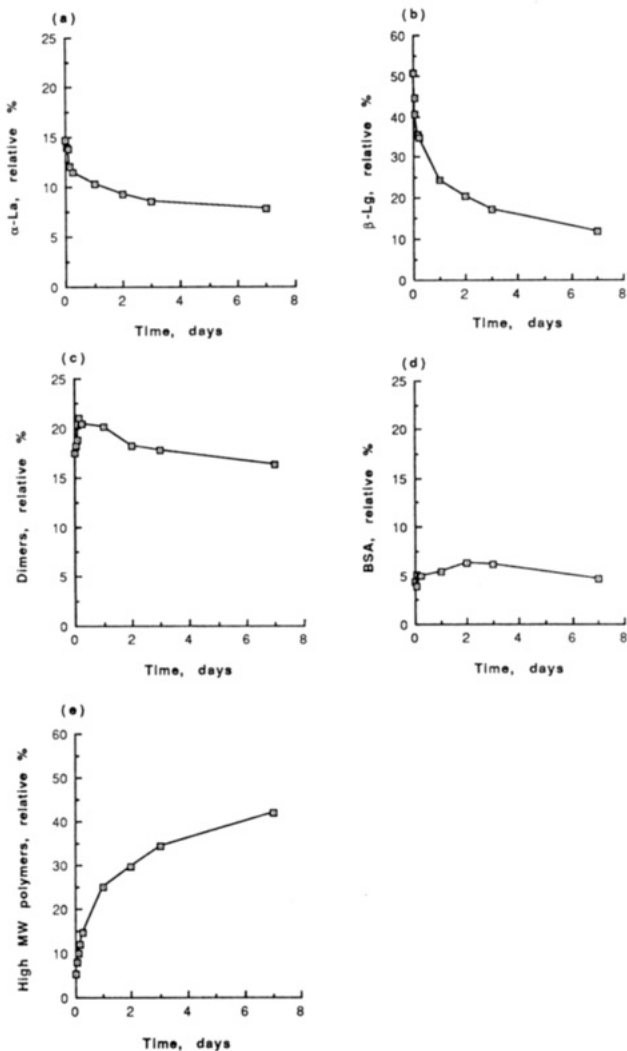 (a)
α-La, relative %
25
20
15
10
5
0
0 2 4 6 8
Time, days
(b)
β-Lg, relative %
60
50
40
30
20
10
0
0 2 4 6 8
Time, days
(c)
Dimers, relative %
25
20
15
10
5
0
0 2 4 6 8
Time, days
(d)
BSA, relative %
25
20
15
10
5
0
0 2 4 6 8
Time, days
(e)
High MW polymers, relative %
60
50
40
30
20
10
0
0 2 4 6 8
Time, days